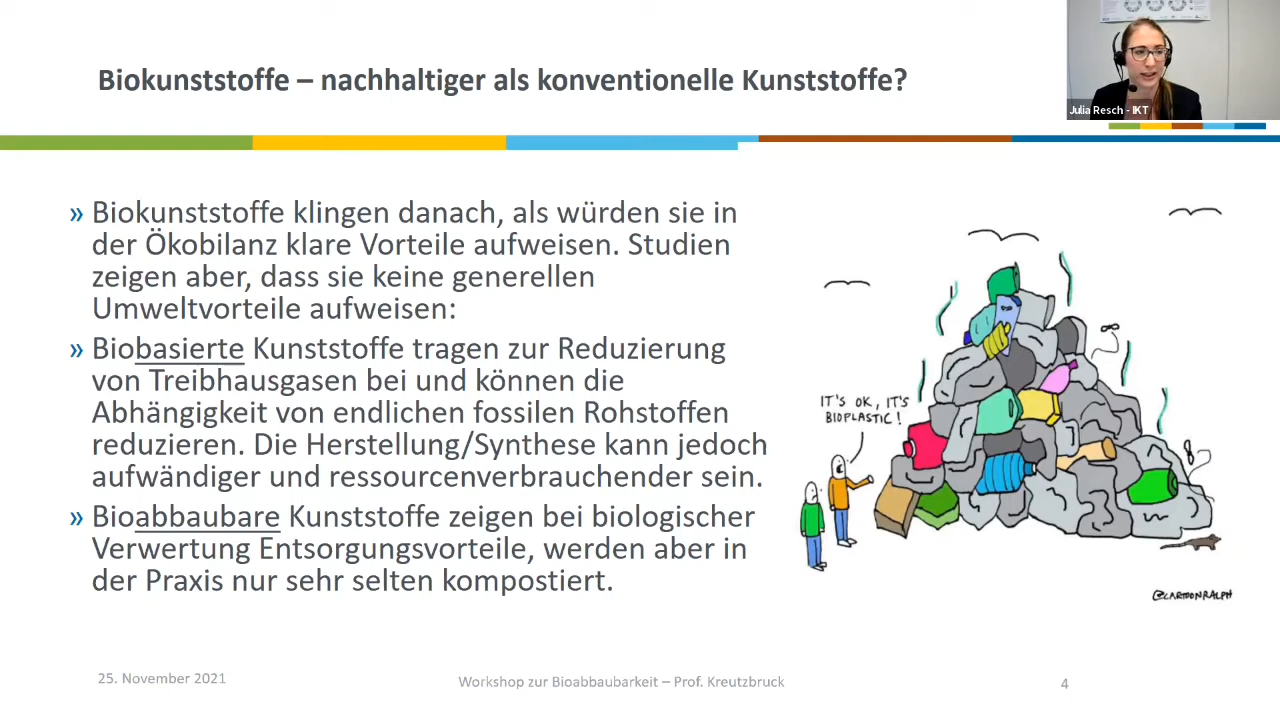 Biokunststoffe – nachhaltiger als konventionelle Kunststoffe?
Julia Resch - IKT
» Biokunststoffe klingen danach, als würden sie in
der Ökobilanz klare Vorteile aufweisen. Studien
zeigen aber, dass sie keine generellen
Umweltvorteile aufweisen:
» Biobasierte Kunststoffe tragen zur Reduzierung
von Treibhausgasen bei und können die
Abhängigkeit von endlichen fossilen Rohstoffen
reduzieren. Die Herstellung/Synthese kann jedoch
aufwändiger und ressourcenverbrauchender sein.
» Bioabbaubare Kunststoffe zeigen bei biologischer
Verwertung Entsorgungsvorteile, werden aber in
der Praxis nur sehr selten kompostiert.
IT'S OK, IT'S
BIOPLASTIC!
@CARTOONRALPH
25. November 2021
Workshop zur Bioabbaubarkeit – Prof. Kreutzbruck
4